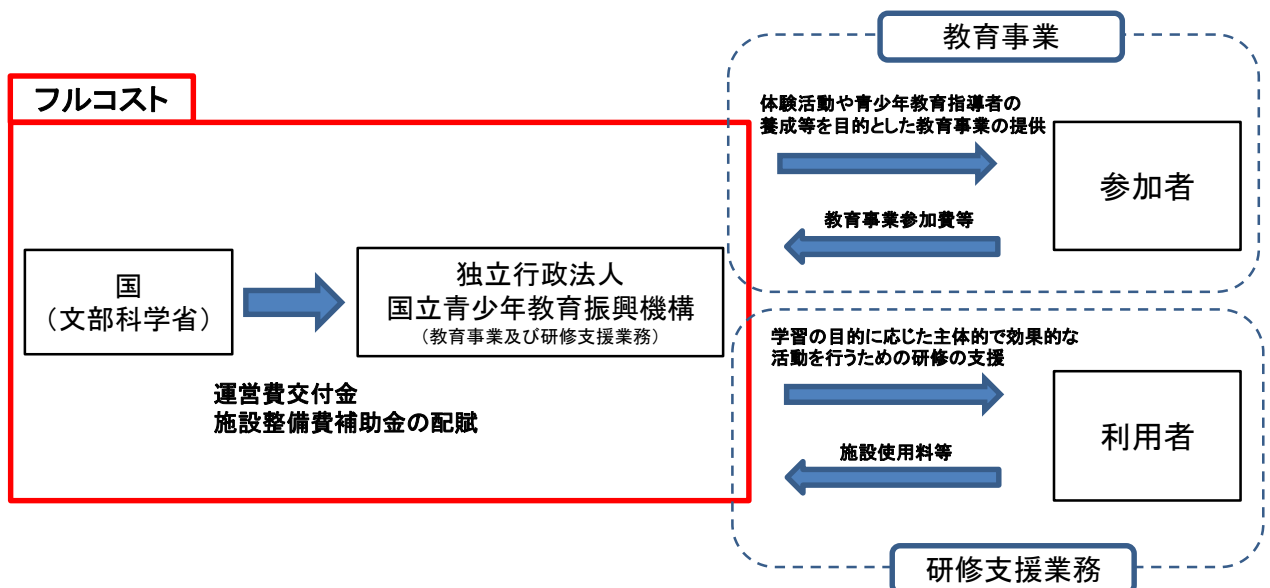 教育事業
フルコスト
体験活動や青少年教育指導者の
養成等を目的とした教育事業の提供
参加者
教育事業参加費等
国
（文部科学省）
独立行政法人
国立青少年教育振興機構
（教育事業及び研修支援業務）
運営費交付金
施設整備費補助金の配賦
学習の目的に応じた主体的で効果的な
活動を行うための研修の支援
利用者
施設使用料等
研修支援業務